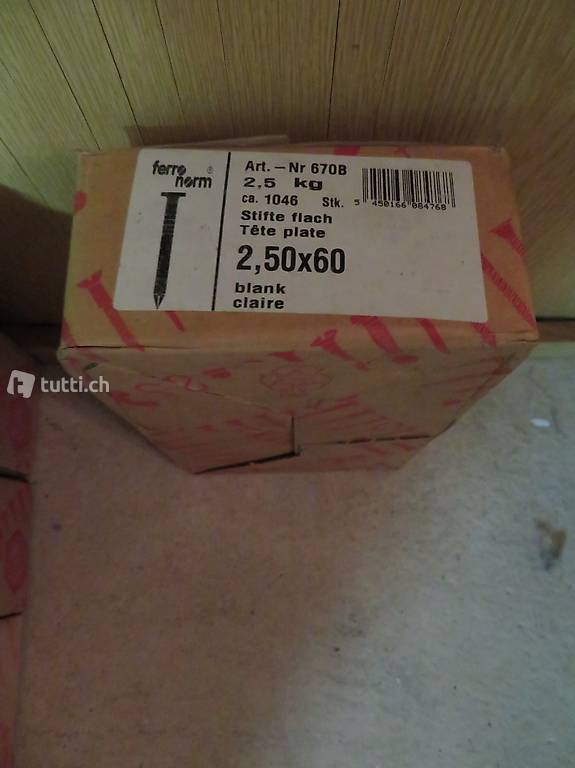 ferro
norm ®
Art. – Nr 670B
2,5 kg
ca. 1046 Stk.
5 450166 084768
Stifte flach
Tête plate
2,50x60
blank
claire
tutti.ch